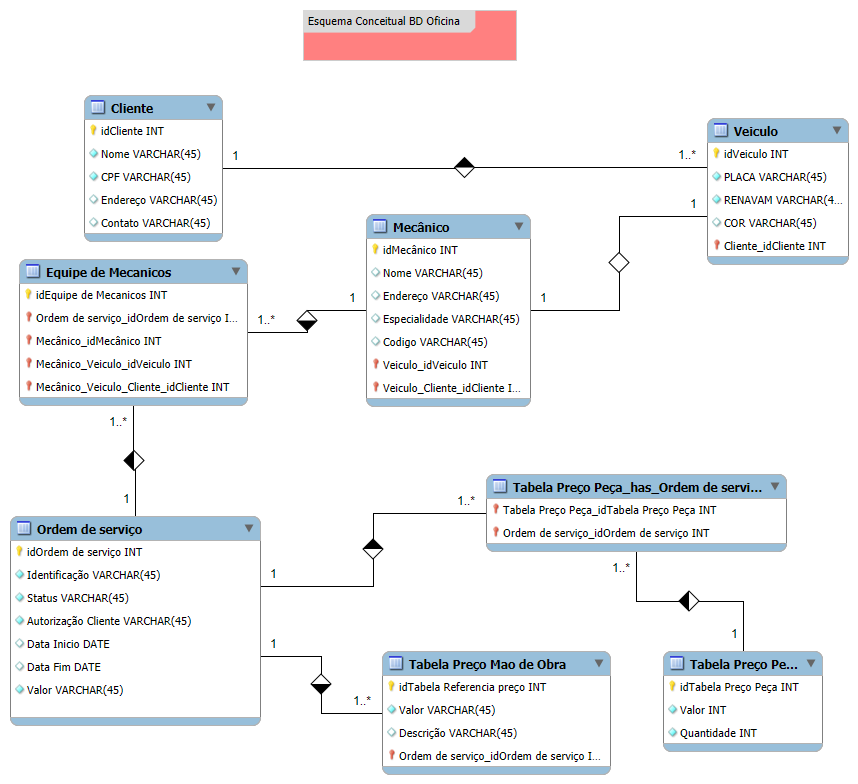 Esquema Conceitual BD Oficina
Cliente
idCliente INT
Nome VARCHAR(45)
CPF VARCHAR(45)
Endereço VARCHAR(45)
Contato VARCHAR(45)
1
1..*
Veiculo
idVeiculo INT
PLACA VARCHAR(45)
RENAVAM VARCHAR(4...
COR VARCHAR(45)
Cliente_idCliente INT
1
Mecânico
idMecânico INT
Nome VARCHAR(45)
Endereço VARCHAR(45)
Especialidade VARCHAR(45)
Codigo VARCHAR(45)
Veiculo_idVeiculo INT
Veiculo_Cliente_idCliente I...
1
1
Equipe de Mecanicos
idEquipe de Mecanicos INT
Ordem de serviço_idOrdem de serviço I...
Mecânico_idMecânico INT
Mecânico_Veiculo_idVeiculo INT
Mecânico_Veiculo_Cliente_idCliente INT
1..*
1..*
1
Ordem de serviço
idOrdem de serviço INT
Identificação VARCHAR(45)
Status VARCHAR(45)
Autorização Cliente VARCHAR(45)
Data Inicio DATE
Data Fim DATE
Valor VARCHAR(45)
1
1..*
Tabela Preço Peça_has_Ordem de servi...
Tabela Preço Peça_idTabela Preço Peça INT
Ordem de serviço_idOrdem de serviço INT
1..*
1
1
1..*
Tabela Preço Mao de Obra
idTabela Referencia preço INT
Valor VARCHAR(45)
Descrição VARCHAR(45)
Ordem de serviço_idOrdem de serviço I...
Tabela Preço Pe...
idTabela Preço Peça INT
Valor INT
Quantidade INT